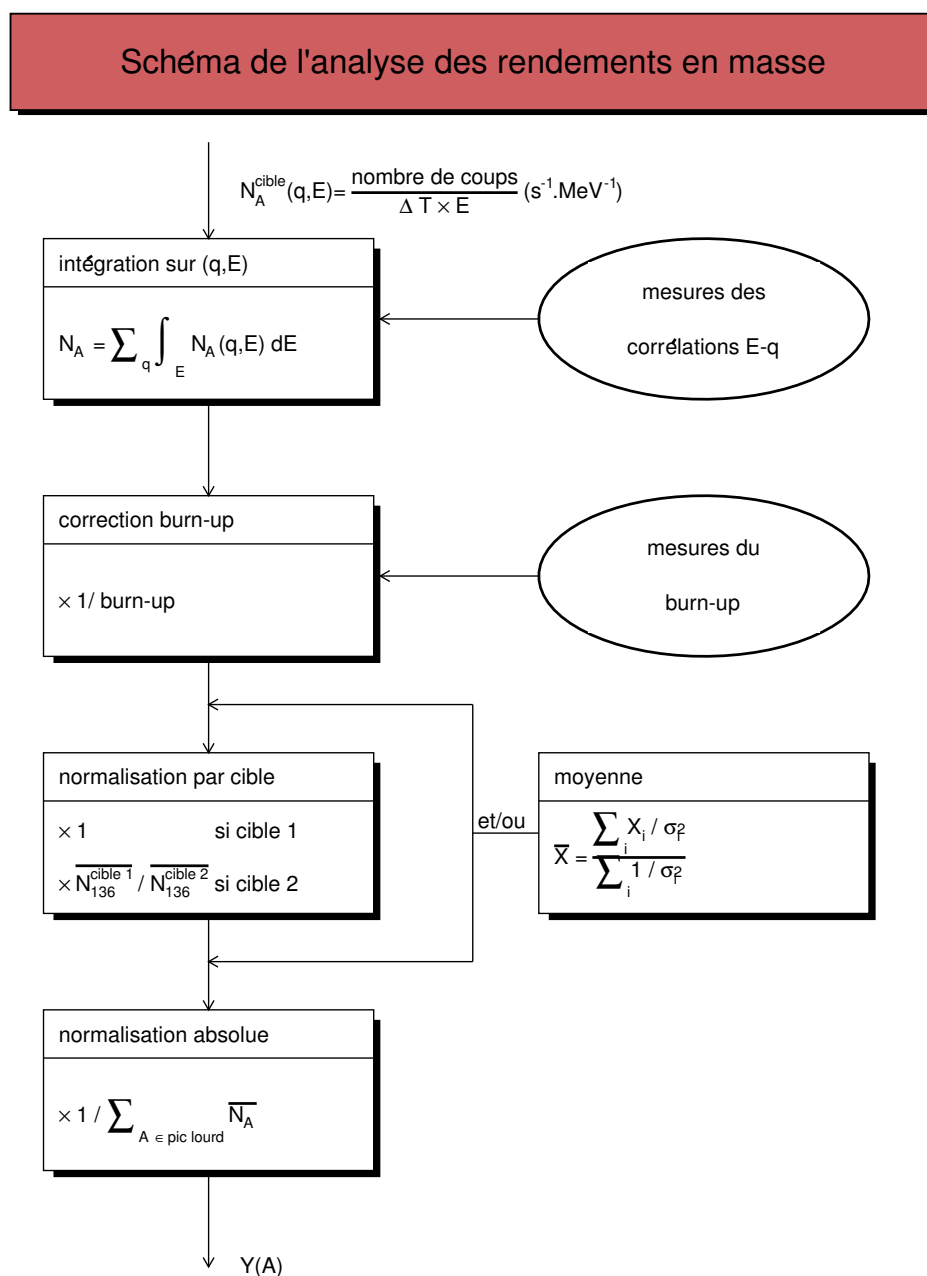 Schéma de l'analyse des rendements en masse
N_A^cible(q,E)= nombre de coups / Δ T × E (s⁻¹.MeV⁻¹)
intégration sur (q,E)
N_A = ∑_q ∫_E N_A(q,E) dE
mesures des
corrélations E-q
correction burn-up
× 1/ burn-up
mesures du
burn-up
normalisation par cible
× 1 si cible 1
× N̅_136^cible 1 / N̅_136^cible 2 si cible 2
et/ou
moyenne
X̅ = ∑_i X_i / σ_i² / ∑_i 1 / σ_i²
normalisation absolue
× 1 / ∑_A ∈ pic lourd N̅_A
Y(A)